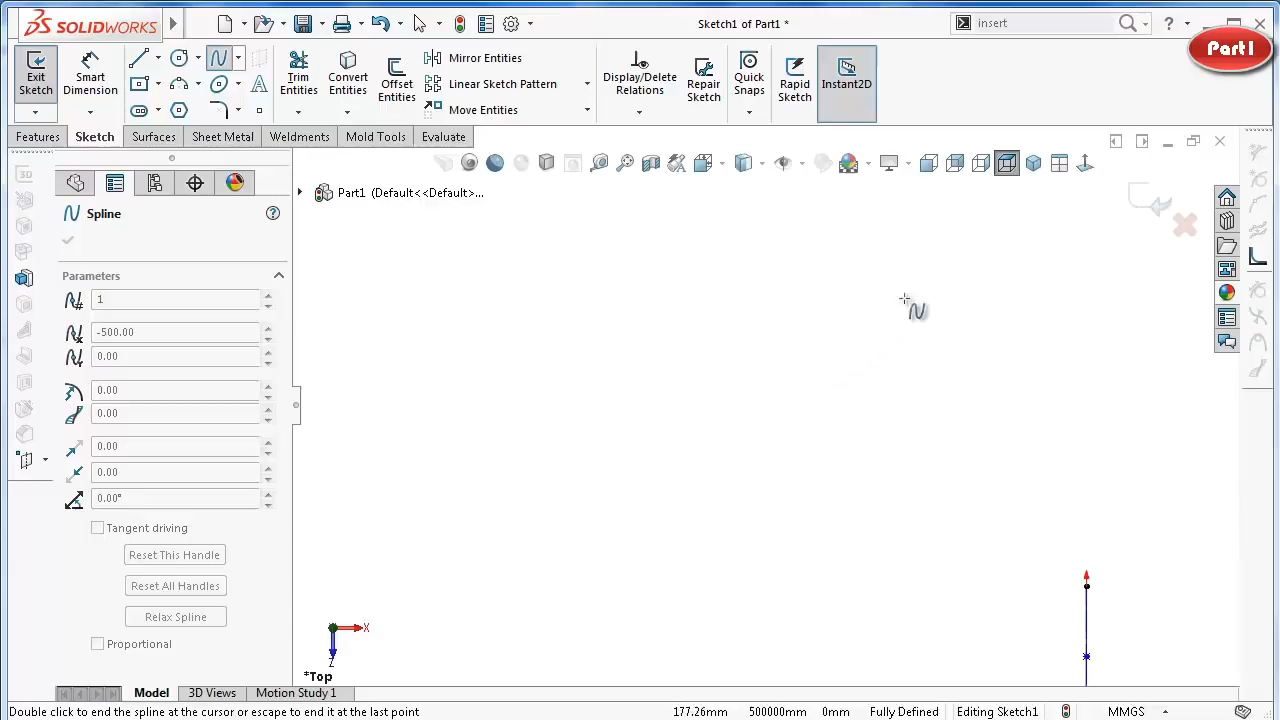 SOLIDWORKS
Sketch1 of Part1 *
insert
Part1
Exit Sketch
Smart Dimension
Trim Entities
Convert Entities
Offset Entities
Mirror Entities
Linear Sketch Pattern
Move Entities
Display/Delete Relations
Repair Sketch
Quick Snaps
Rapid Sketch
Instant2D
Features Sketch Surfaces Sheet Metal Weldments Mold Tools Evaluate
Part1 (Default<<Default>...
Spline
Parameters
1
-500.00
0.00
0.00
0.00
0.00
0.00
0.00°
Tangent driving
Reset This Handle
Reset All Handles
Relax Spline
Proportional
X
Z
*Top
Model 3D Views Motion Study 1
Double click to end the spline at the cursor or escape to end it at the last point 177.26mm 500000mm 0mm Fully Defined Editing Sketch1 MMGS